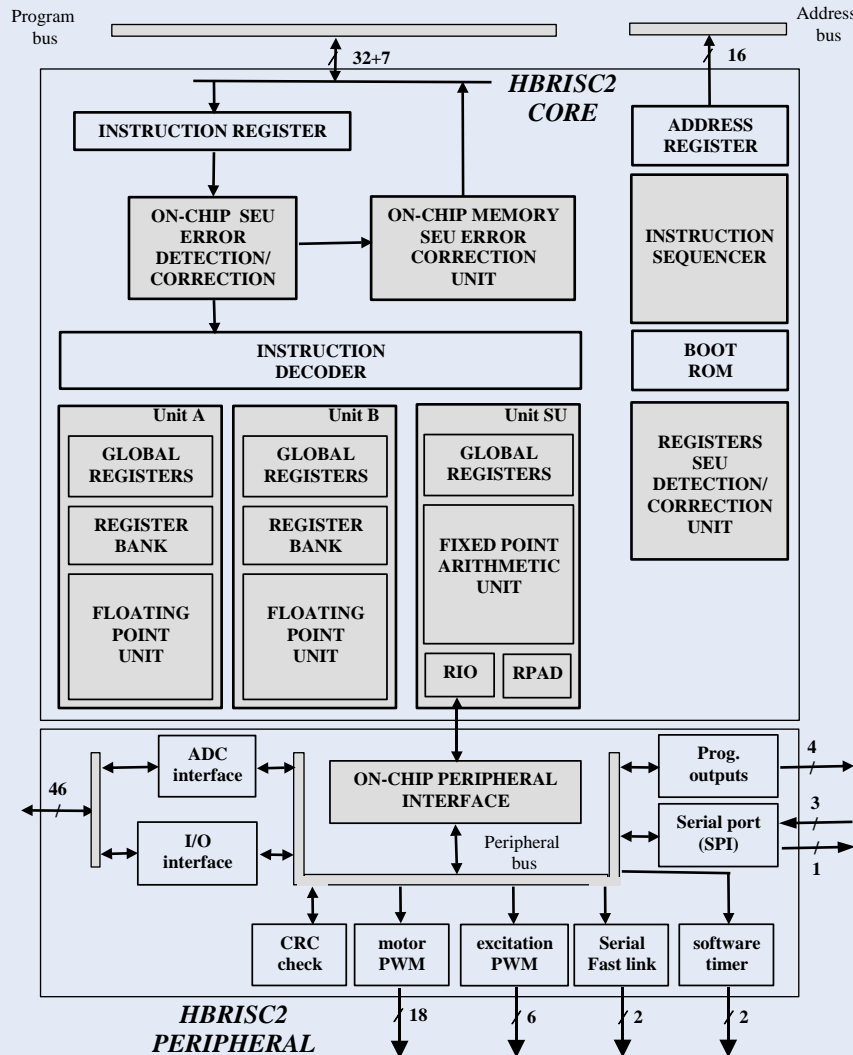 Program
bus
Address
bus
32+7
16
HBRISC2
CORE
INSTRUCTION REGISTER
ADDRESS
REGISTER
ON-CHIP SEU
ERROR
DETECTION/
CORRECTION
ON-CHIP MEMORY
SEU ERROR
CORRECTION
UNIT
INSTRUCTION
SEQUENCER
INSTRUCTION
DECODER
BOOT
ROM
Unit A
GLOBAL
REGISTERS
REGISTER
BANK
FLOATING
POINT
UNIT
Unit B
GLOBAL
REGISTERS
REGISTER
BANK
FLOATING
POINT
UNIT
Unit SU
GLOBAL
REGISTERS
FIXED POINT
ARITHMETIC
UNIT
RIO
RPAD
REGISTERS
SEU
DETECTION/
CORRECTION
UNIT
46
ADC
interface
I/O
interface
ON-CHIP PERIPHERAL
INTERFACE
Peripheral
bus
Prog.
outputs
4
Serial port
(SPI)
3
1
CRC
check
motor
PWM
excitation
PWM
Serial
Fast link
software
timer
18
6
2
2
HBRISC2
PERIPHERAL